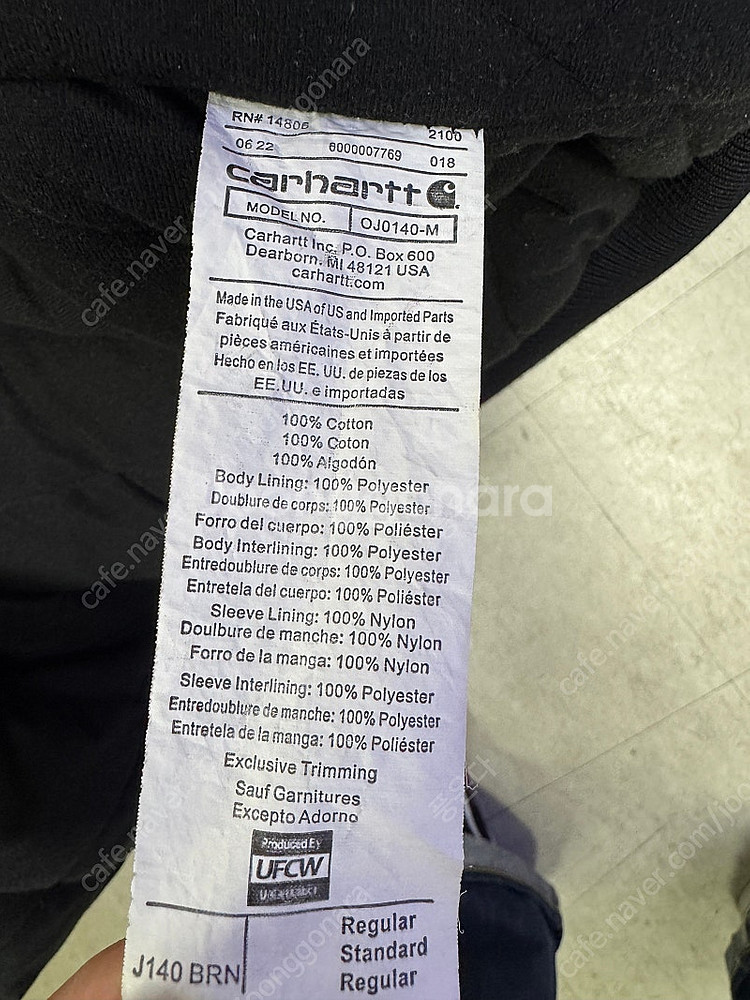 RN# 14806
2100
06 22
6000007769
018
carhartt
MODEL NO.
OJ0140-M
Carhartt Inc. P.O. Box 600
Dearborn, MI 48121 USA
carhartt.com
Made in the USA of US and Imported Parts
Fabriqué aux États-Unis à partir de
pièces américaines et importées
Hecho en los EE. UU. de piezas de los
EE.UU. e importadas
100% Cotton
100% Coton
100% Algodón
Body Lining: 100% Polyester
Doublure de corps: 100% Polyester
Forro del cuerpo: 100% Poliéster
Body Interlining: 100% Polyester
Entredoublure de corps: 100% Polyester
Entretela del cuerpo: 100% Poliéster
Sleeve Lining: 100% Nylon
Doulbure de manche: 100% Nylon
Forro de la manga: 100% Nylon
Sleeve Interlining: 100% Polyester
Entredoublure de manche: 100% Polyester
Entretela de la manga: 100% Poliéster
Exclusive Trimming
Sauf Garnitures
Excepto Adorno
Produced By
UFCW
J140 BRN
Regular
Standard
Regular
cafe.naver.com/joonggonara